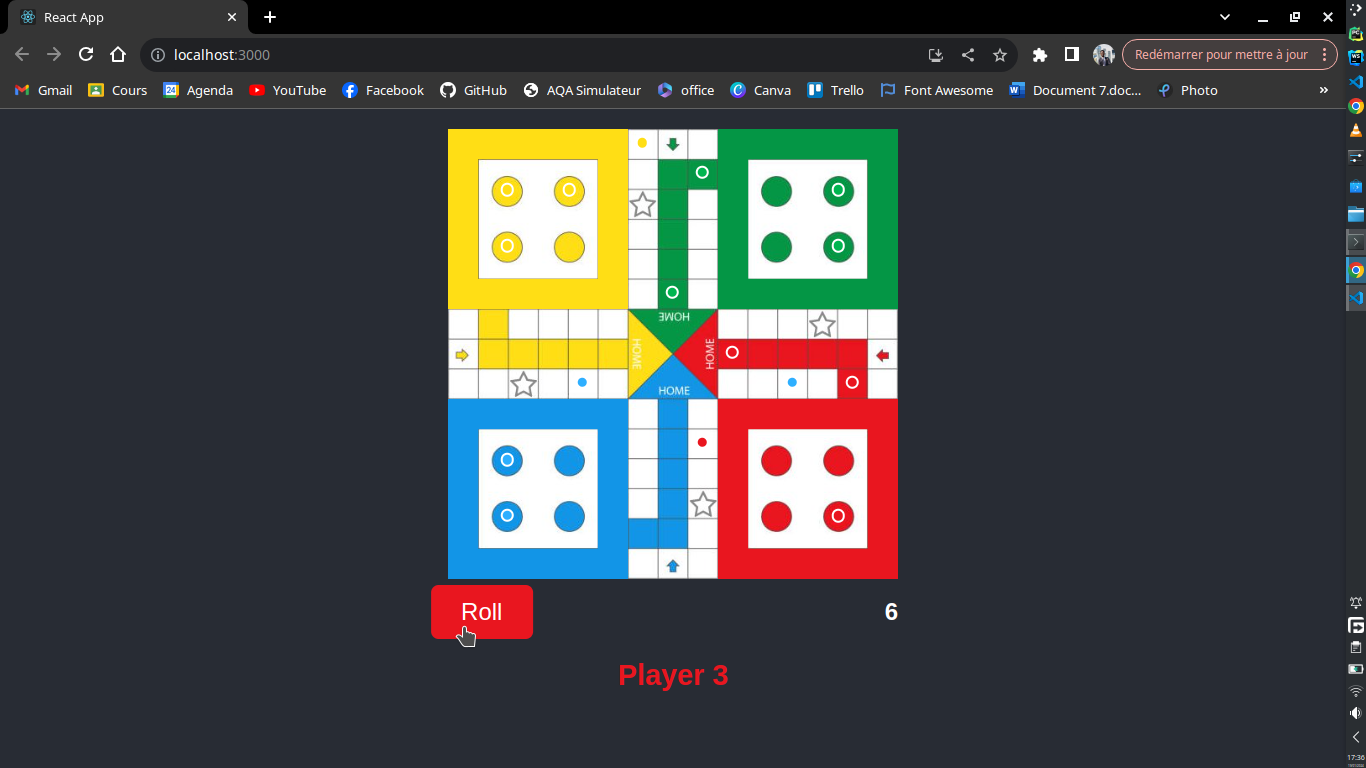 React App
localhost:3000
Redémarrer pour mettre à jour
Gmail Cours Agenda YouTube Facebook GitHub AQA Simulateur office Canva Trello Font Awesome Document 7.doc... Photo »
HOME
HOME
HOME
HOME
Roll
6
Player 3
17:36